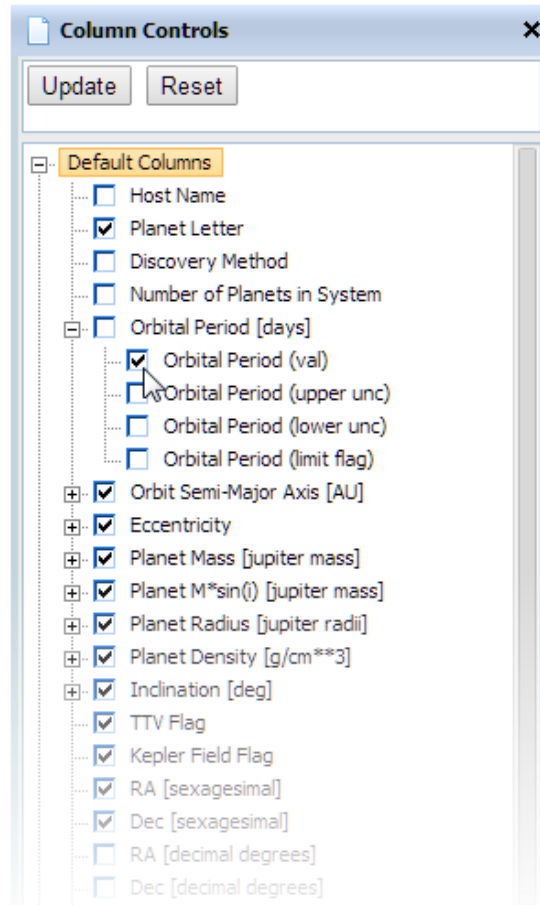 Column Controls
Update Reset
Default Columns
Host Name
Planet Letter
Discovery Method
Number of Planets in System
Orbital Period [days]
Orbital Period (val)
Orbital Period (upper unc)
Orbital Period (lower unc)
Orbital Period (limit flag)
Orbit Semi-Major Axis [AU]
Eccentricity
Planet Mass [jupiter mass]
Planet M*sin(i) [jupiter mass]
Planet Radius [jupiter radii]
Planet Density [g/cm**3]
Inclination [deg]
TTV Flag
Kepler Field Flag
RA [sexagesimal]
Dec [sexagesimal]
RA [decimal degrees]
Dec [decimal degrees]